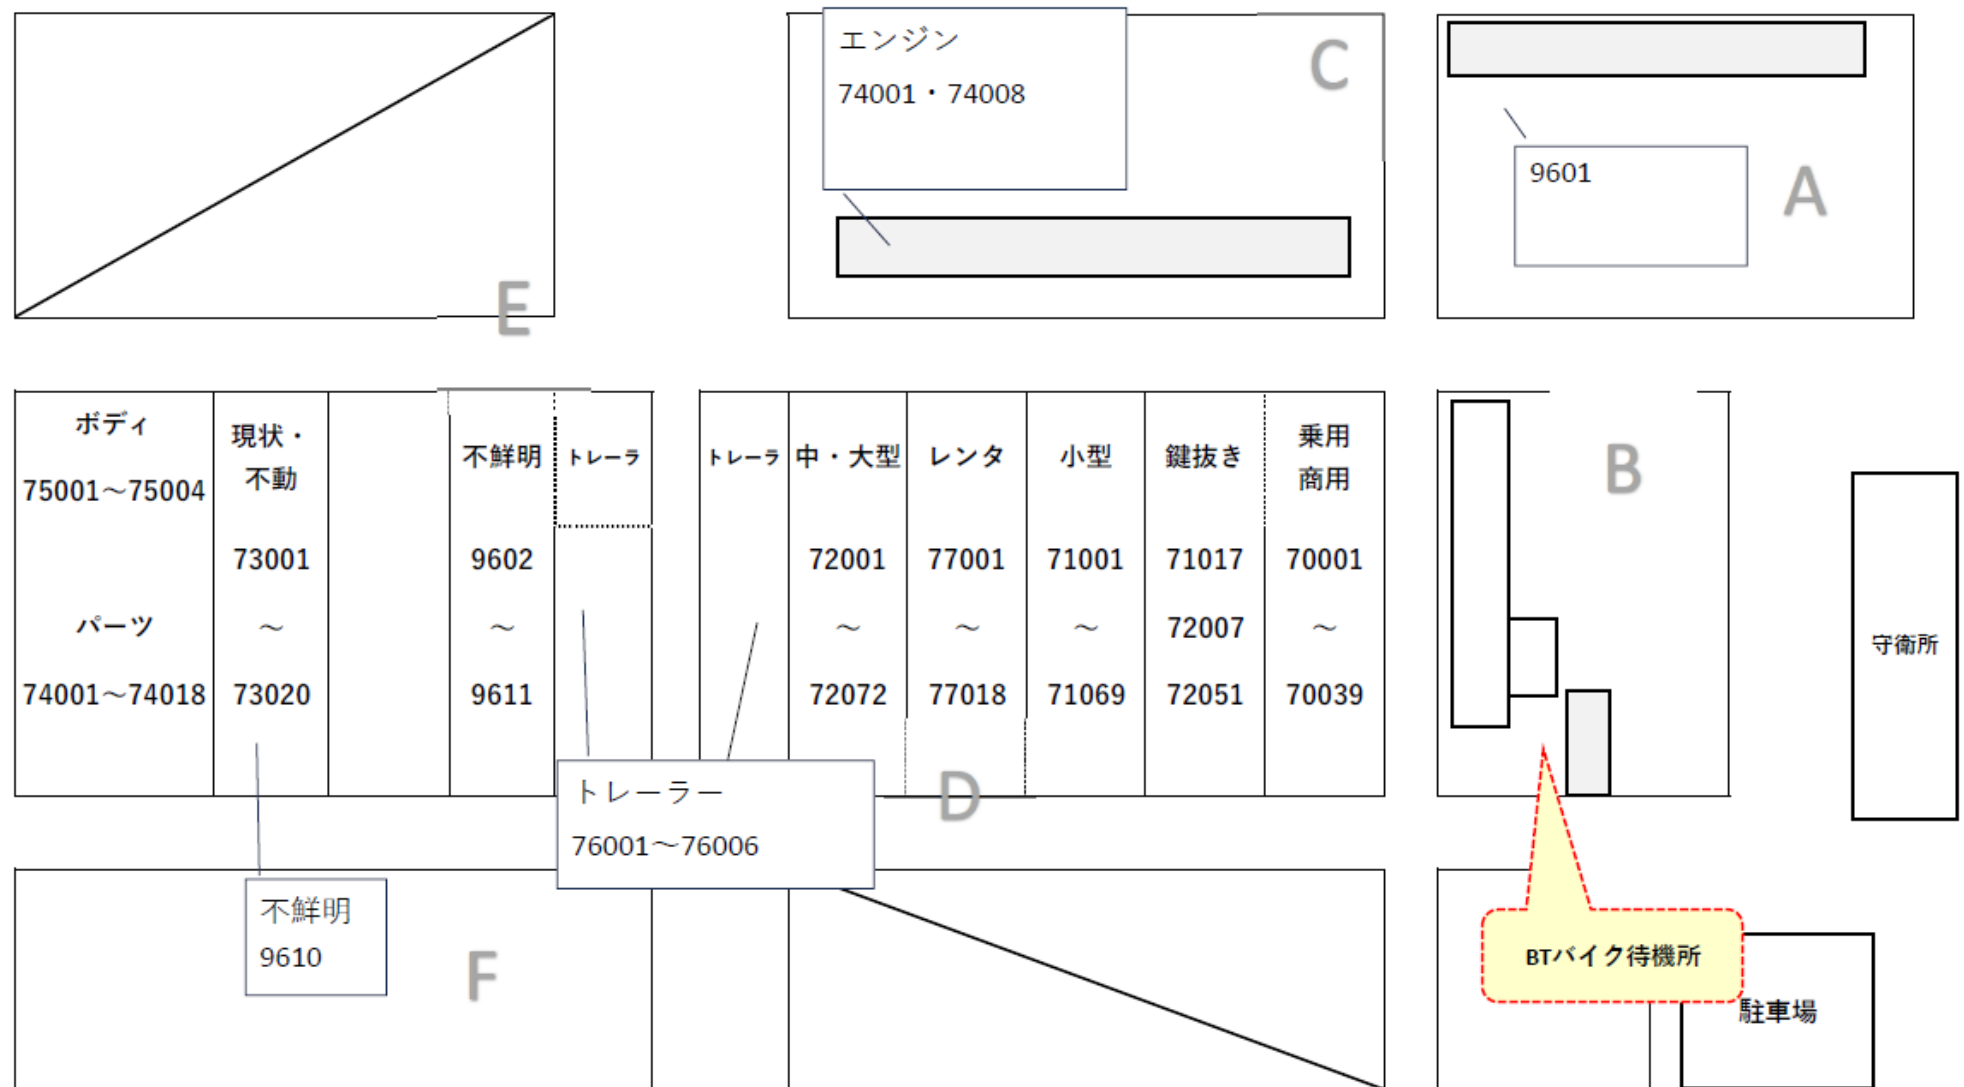 エンジン
74001・74008
C
9601
A
E
ボディ
75001～75004
パーツ
74001～74018
現状・
不動
73001
～
73020
不鮮明
9602
～
9611
トレーラ
トレーラ
中・大型
72001
～
72072
レンタ
77001
～
77018
小型
71001
～
71069
鍵抜き
71017
72007
72051
乗用
商用
70001
～
70039
B
守衛所
D
トレーラー
76001～76006
不鮮明
9610
F
BTバイク待機所
駐車場